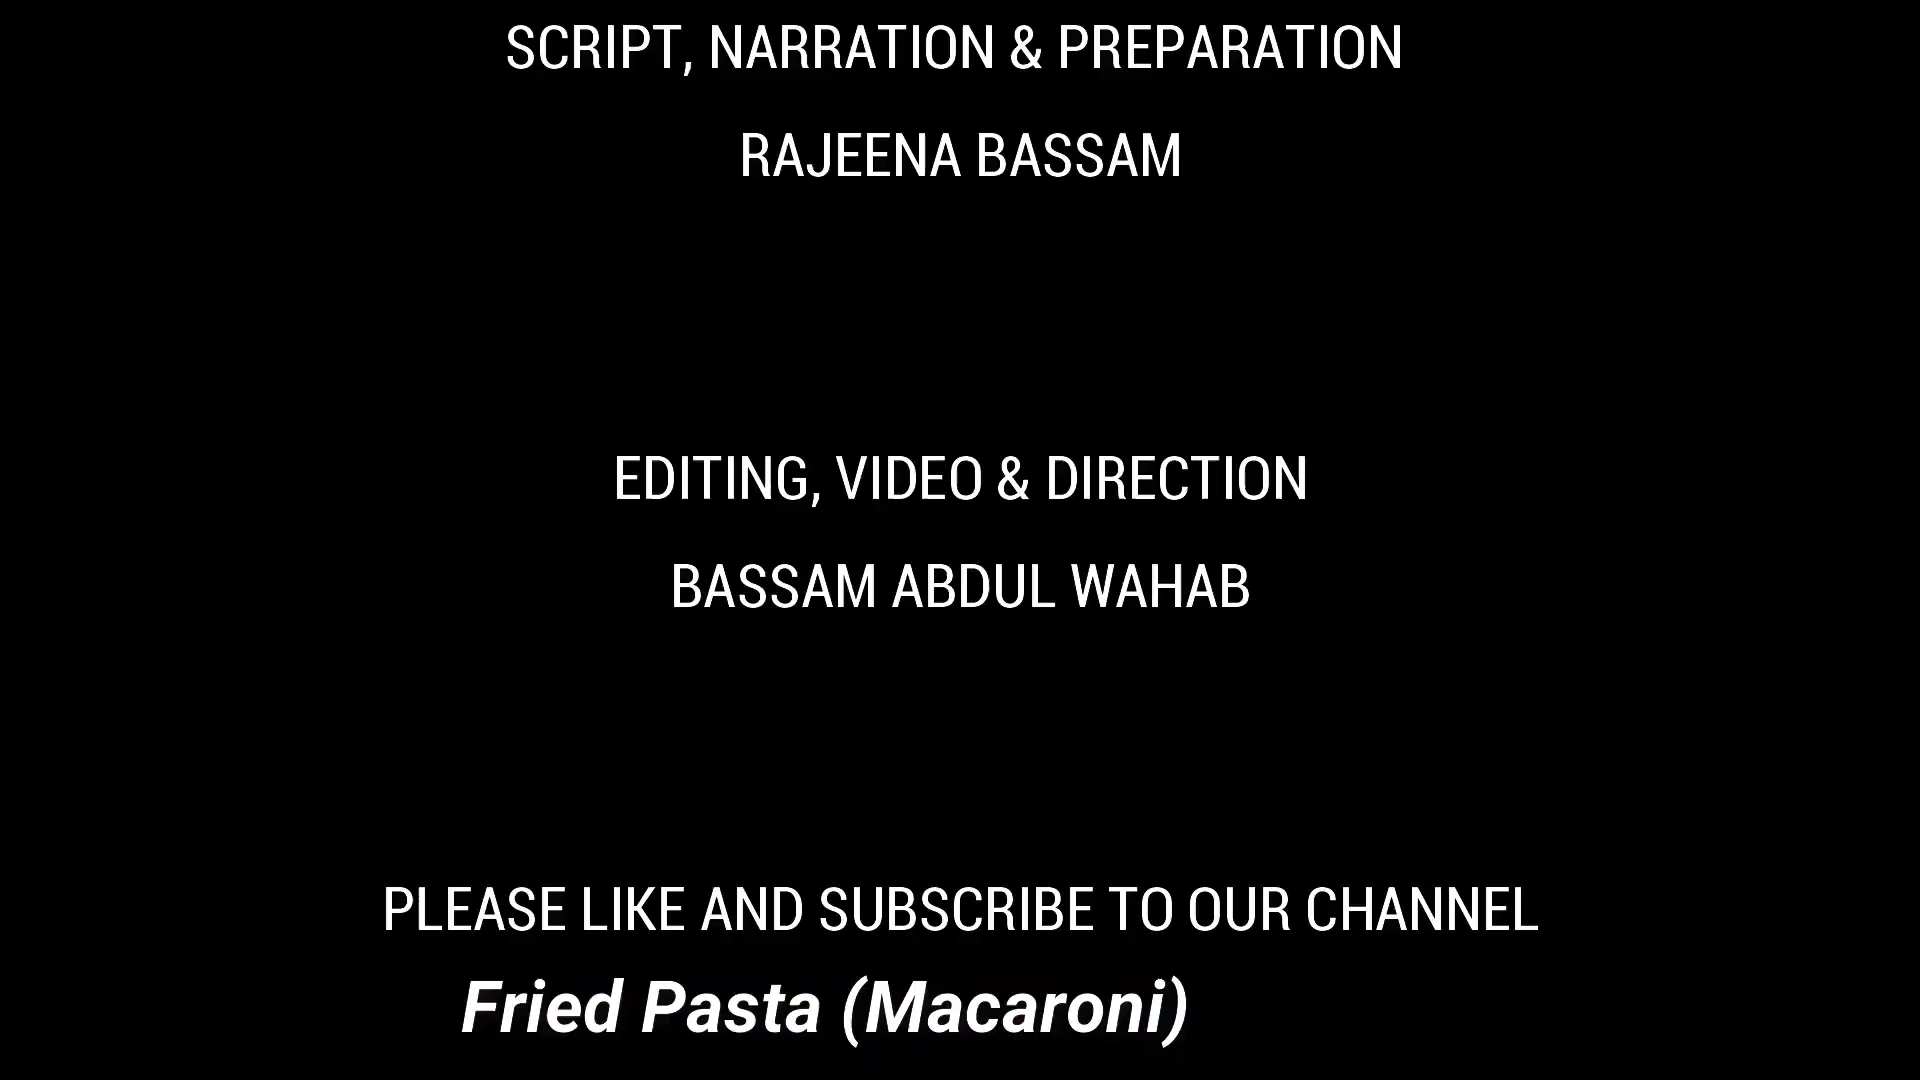 SCRIPT, NARRATION & PREPARATION
RAJEENA BASSAM
EDITING, VIDEO & DIRECTION
BASSAM ABDUL WAHAB
PLEASE LIKE AND SUBSCRIBE TO OUR CHANNEL
Fried Pasta (Macaroni)